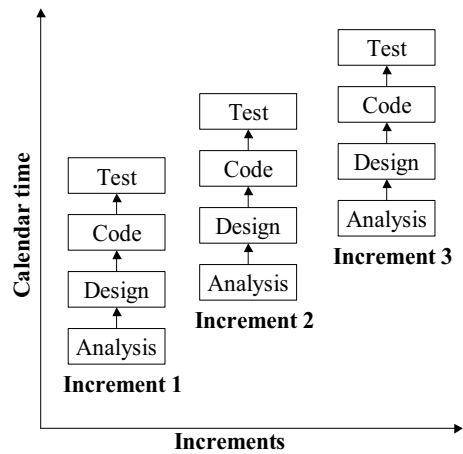 Calendar time
Test
Code
Design
Analysis
Increment 1
Test
Code
Design
Analysis
Increment 2
Test
Code
Design
Analysis
Increment 3
Increments